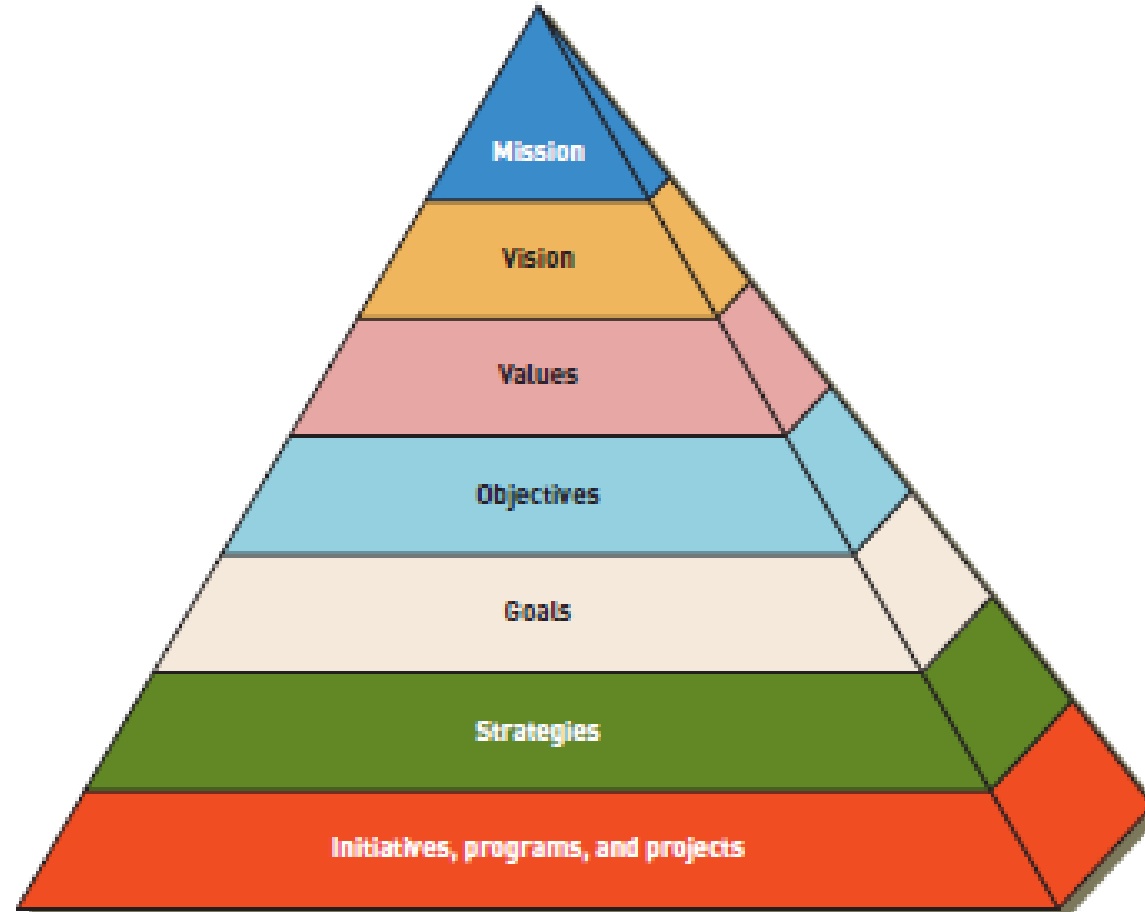 Mission
Vision
Values
Objectives
Goals
Strategies
Initiatives, programs, and projects